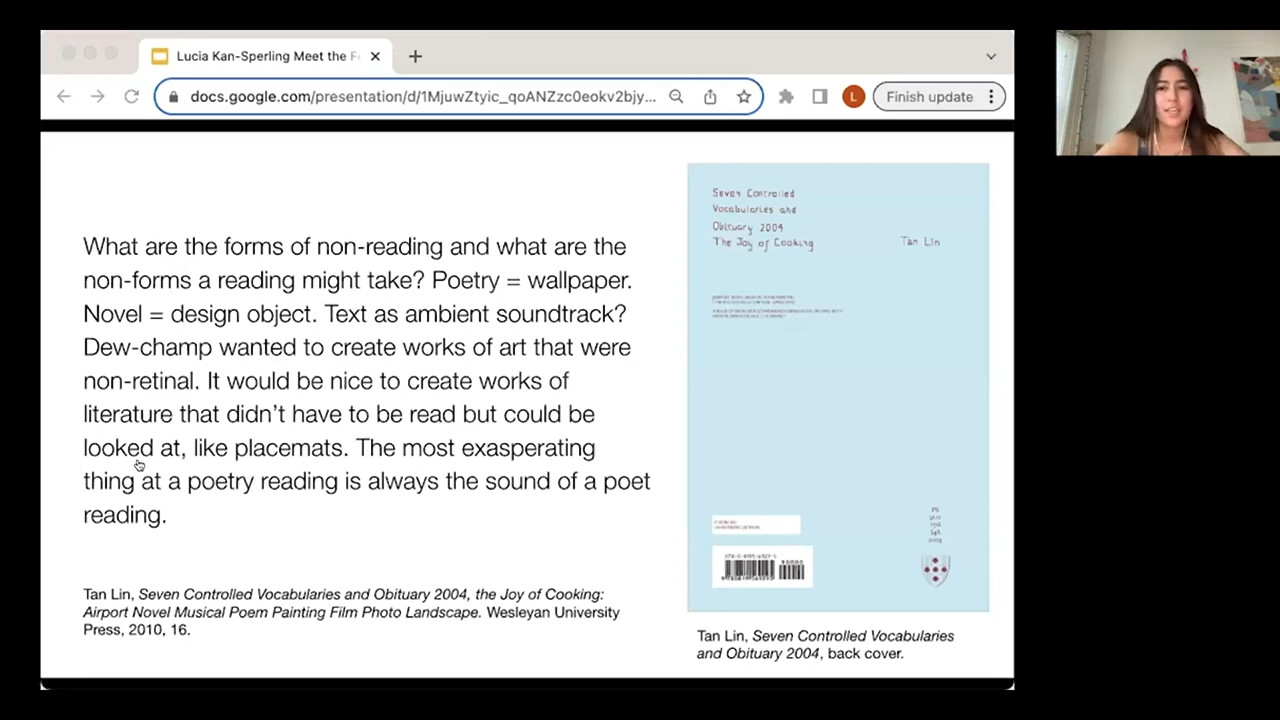 Lucia Kan-Sperling Meet the F
docs.google.com/presentation/d/1MjuwZtyic_qoANZzc0eokv2bjy...
L
Finish update
What are the forms of non-reading and what are the
non-forms a reading might take? Poetry = wallpaper.
Novel = design object. Text as ambient soundtrack?
Dew-champ wanted to create works of art that were
non-retinal. It would be nice to create works of
literature that didn’t have to be read but could be
looked at, like placemats. The most exasperating
thing at a poetry reading is always the sound of a poet
reading.
Tan Lin, Seven Controlled Vocabularies and Obituary 2004, the Joy of Cooking:
Airport Novel Musical Poem Painting Film Photo Landscape. Wesleyan University
Press, 2010, 16.
Seven Controlled
Vocabularies and
Obituary 2004
The Joy of Cooking
Tan Lin
Tan Lin, Seven Controlled Vocabularies
and Obituary 2004, back cover.